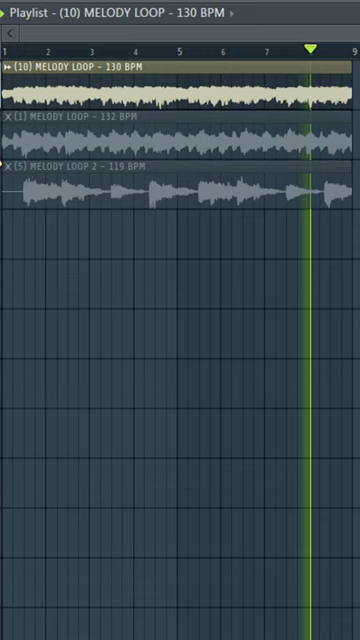 Playlist - (10) MELODY LOOP - 130 BPM
1 2 3 4 5 6 7 9
(10) MELODY LOOP - 130 BPM
(1) MELODY LOOP - 132 BPM
(5) MELODY LOOP 2 - 119 BPM